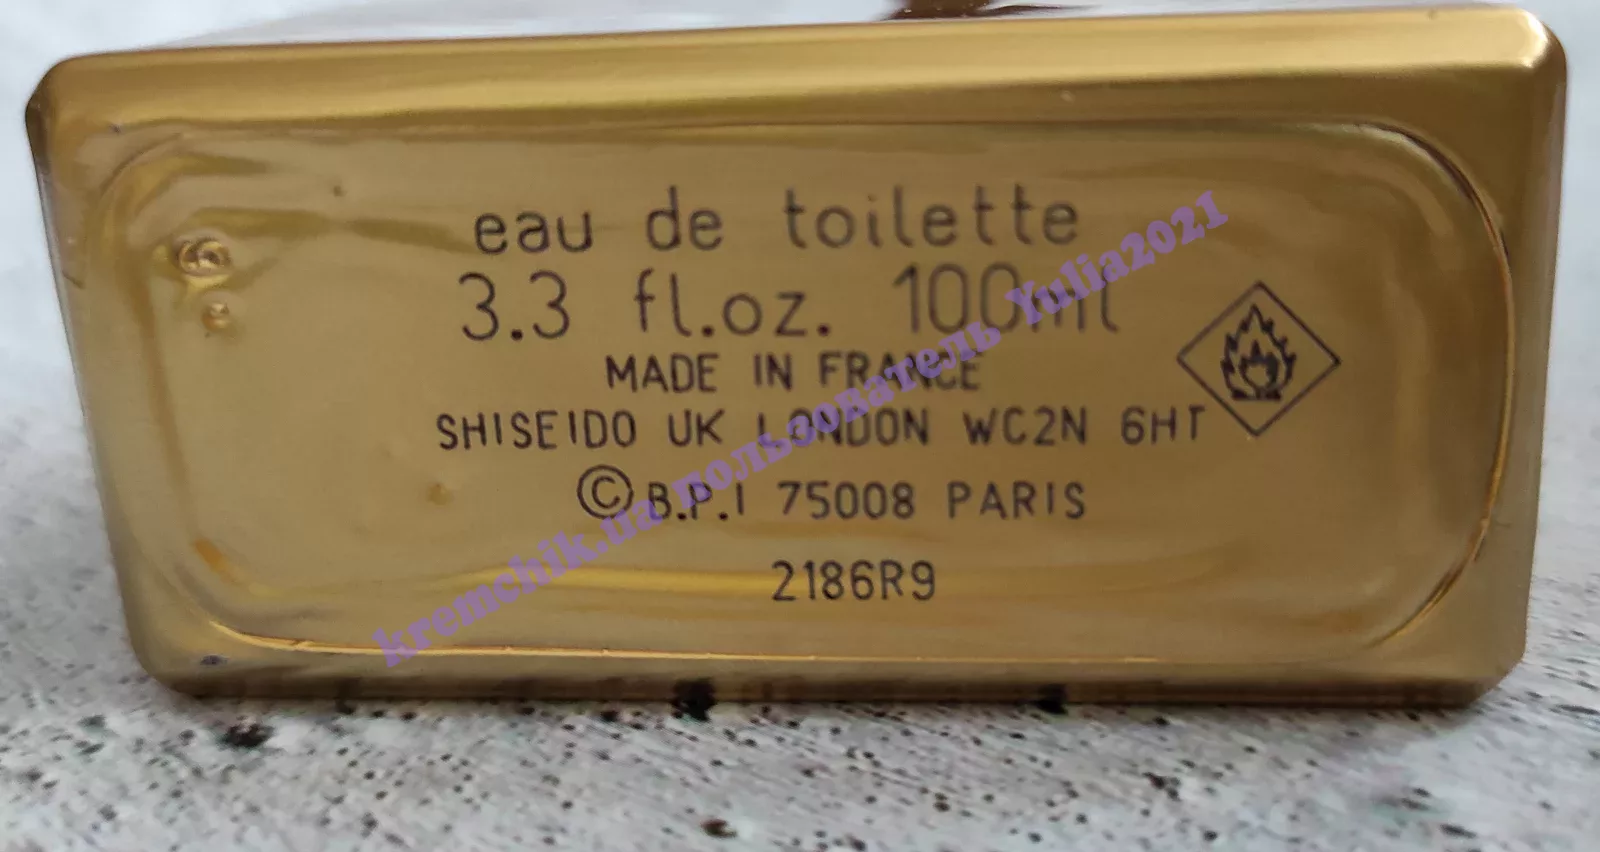 eau de toilette
3.3 fl.oz. 100ml
MADE IN FRANCE
SHISEIDO UK LONDON WC2N 6HT
© B.P.I 75008 PARIS
2186R9
kremchik.ua пользователь Yulia2021